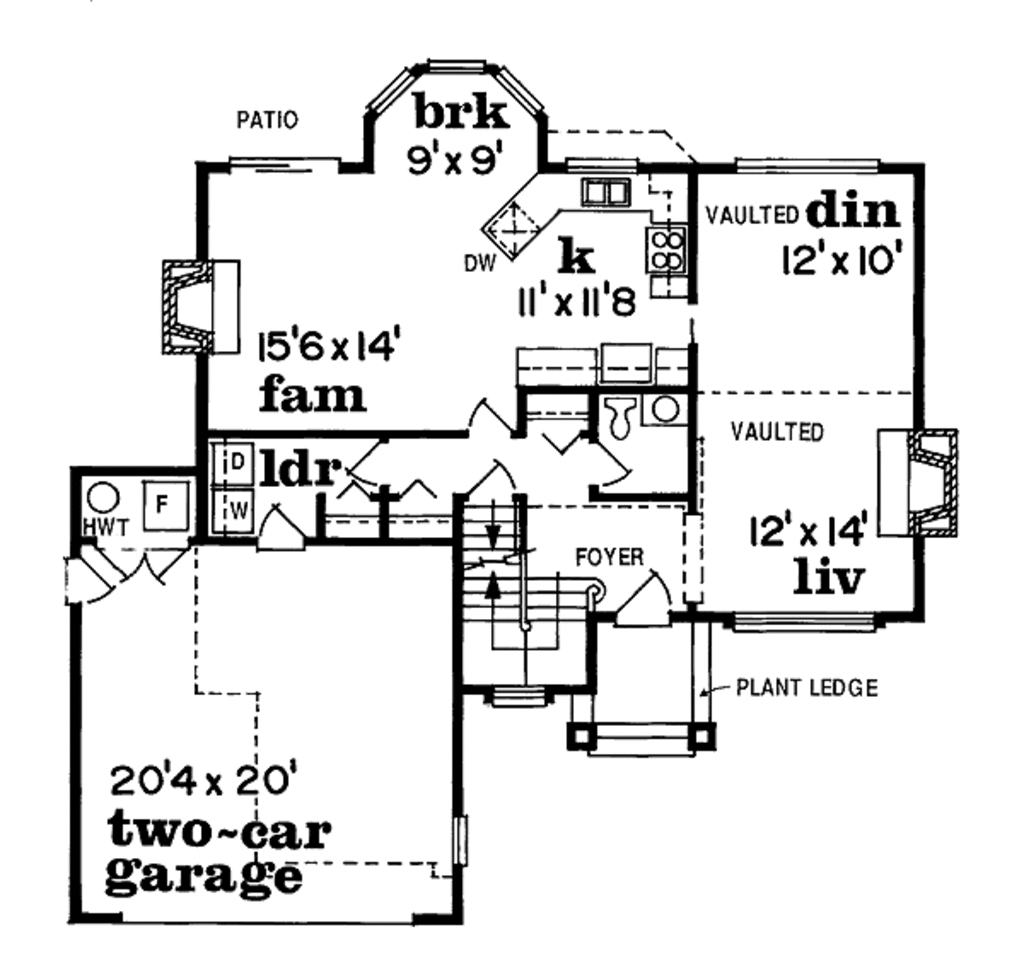 PATIO
brk
9'x 9'
VAULTED din
12'x 10'
DW
k
11'x 11'8
15'6 x 14'
fam
VAULTED
D
ldr
W
F
HWT
12'x 14'
liv
FOYER
PLANT LEDGE
20'4 x 20'
two~car
garage